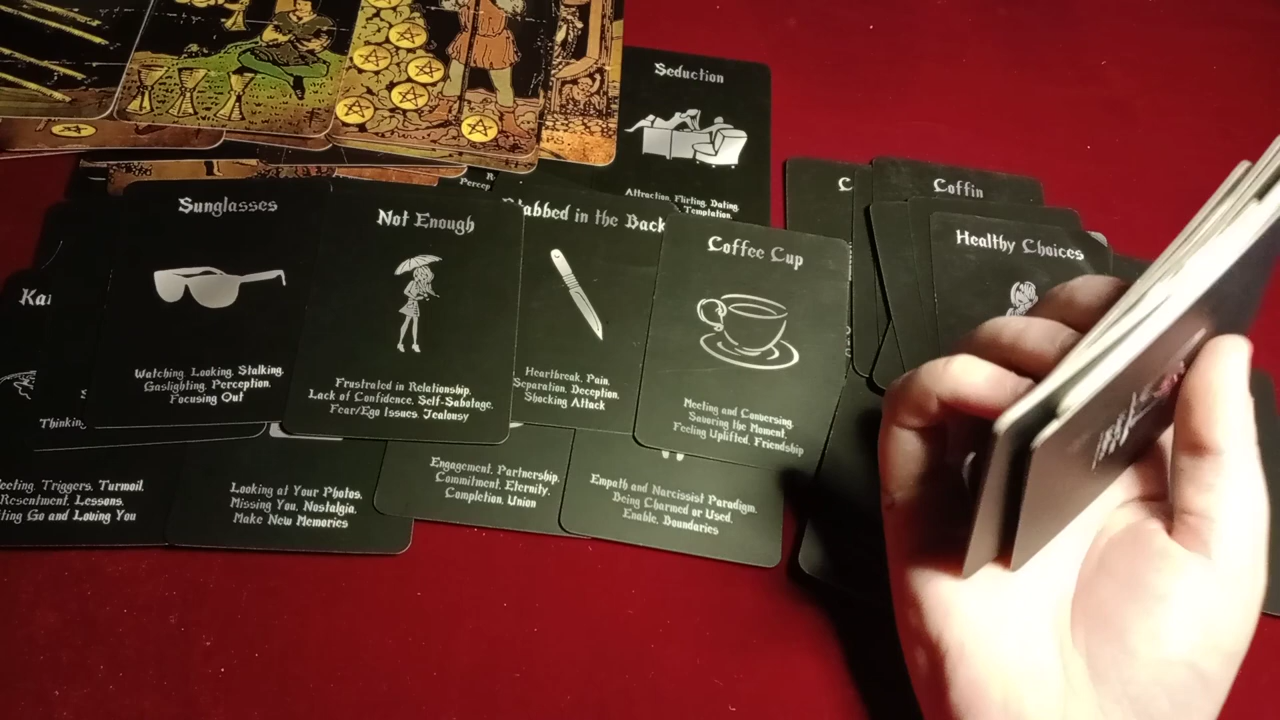 Seduction
Attraction, Flirting, Dating,
Temptation,
Coffin
Healthy Choices
Sunglasses
Watching, Looking, Stalking,
Gaslighting, Perception,
Focusing Out
Not Enough
Frustrated in Relationship,
Lack of Confidence, Self-Sabotage,
Fear/Ego Issues, Jealousy
in the Back
Heartbreak, Pain,
Separation, Deception,
Shocking Attack
Coffee Cup
Meeting and Conversing,
Savoring the Moment,
Feeling Uplifted, Friendship
Thinking,
Triggers, Turmoil,
Resentment, Lessons,
Go and Loving You
Looking at Your Photos,
Missing You, Nostalgia,
Make New Memories
Engagement, Partnership,
Commitment, Eternity,
Completion, Union
Empath and Narcissist Paradigm,
Being Charmed or Used,
Enable, Boundaries